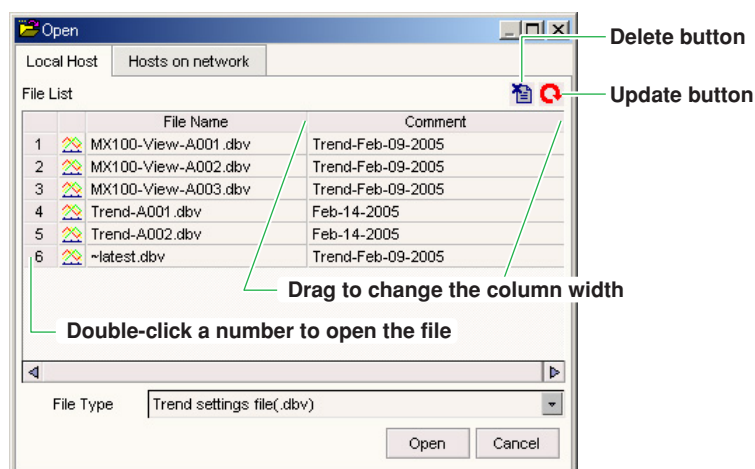 Open
Delete button
Local Host Hosts on network
File List
Update button
File Name Comment
1 MX100-View-A001.dbv Trend-Feb-09-2005
2 MX100-View-A002.dbv Trend-Feb-09-2005
3 MX100-View-A003.dbv Trend-Feb-09-2005
4 Trend-A001.dbv Feb-14-2005
5 Trend-A002.dbv Feb-14-2005
6 ~latest.dbv Trend-Feb-09-2005
Drag to change the column width
Double-click a number to open the file
File Type Trend settings file(.dbv)
Open Cancel